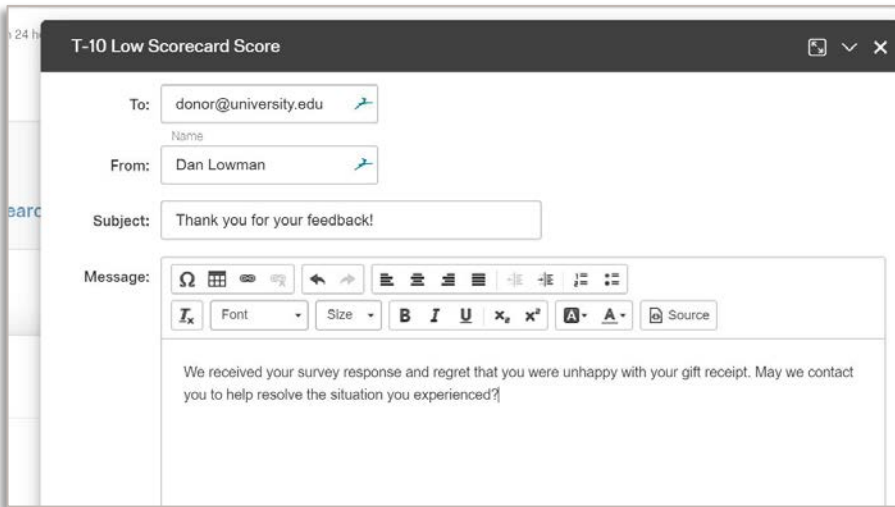 24 h
T-10 Low Scorecard Score
To: donor@university.edu
Name
From: Dan Lowman
earc
Subject: Thank you for your feedback!
Message:
Font Size B I U x₂ x² A A Source
We received your survey response and regret that you were unhappy with your gift receipt. May we contact
you to help resolve the situation you experienced?